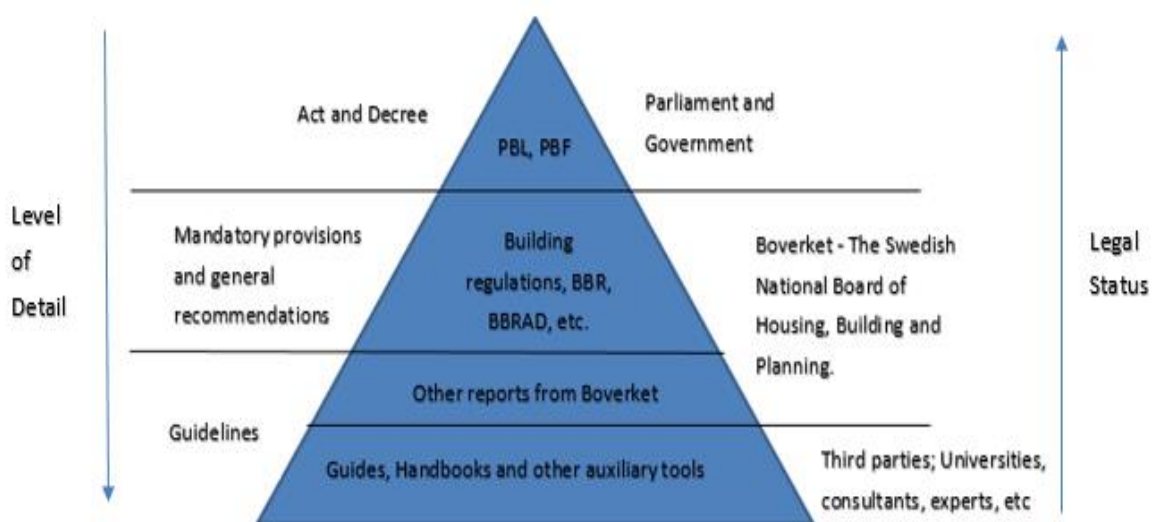 Act and Decree
Parliament and
Government
PBL, PBF
Level
of
Detail
Mandatory provisions
and general
recommendations
Building
regulations, BBR,
BBRAD, etc.
Boverket - The Swedish
National Board of
Housing, Building and
Planning.
Legal
Status
Other reports from Boverket
Guidelines
Guides, Handbooks and other auxiliary tools
Third parties; Universities,
consultants, experts, etc